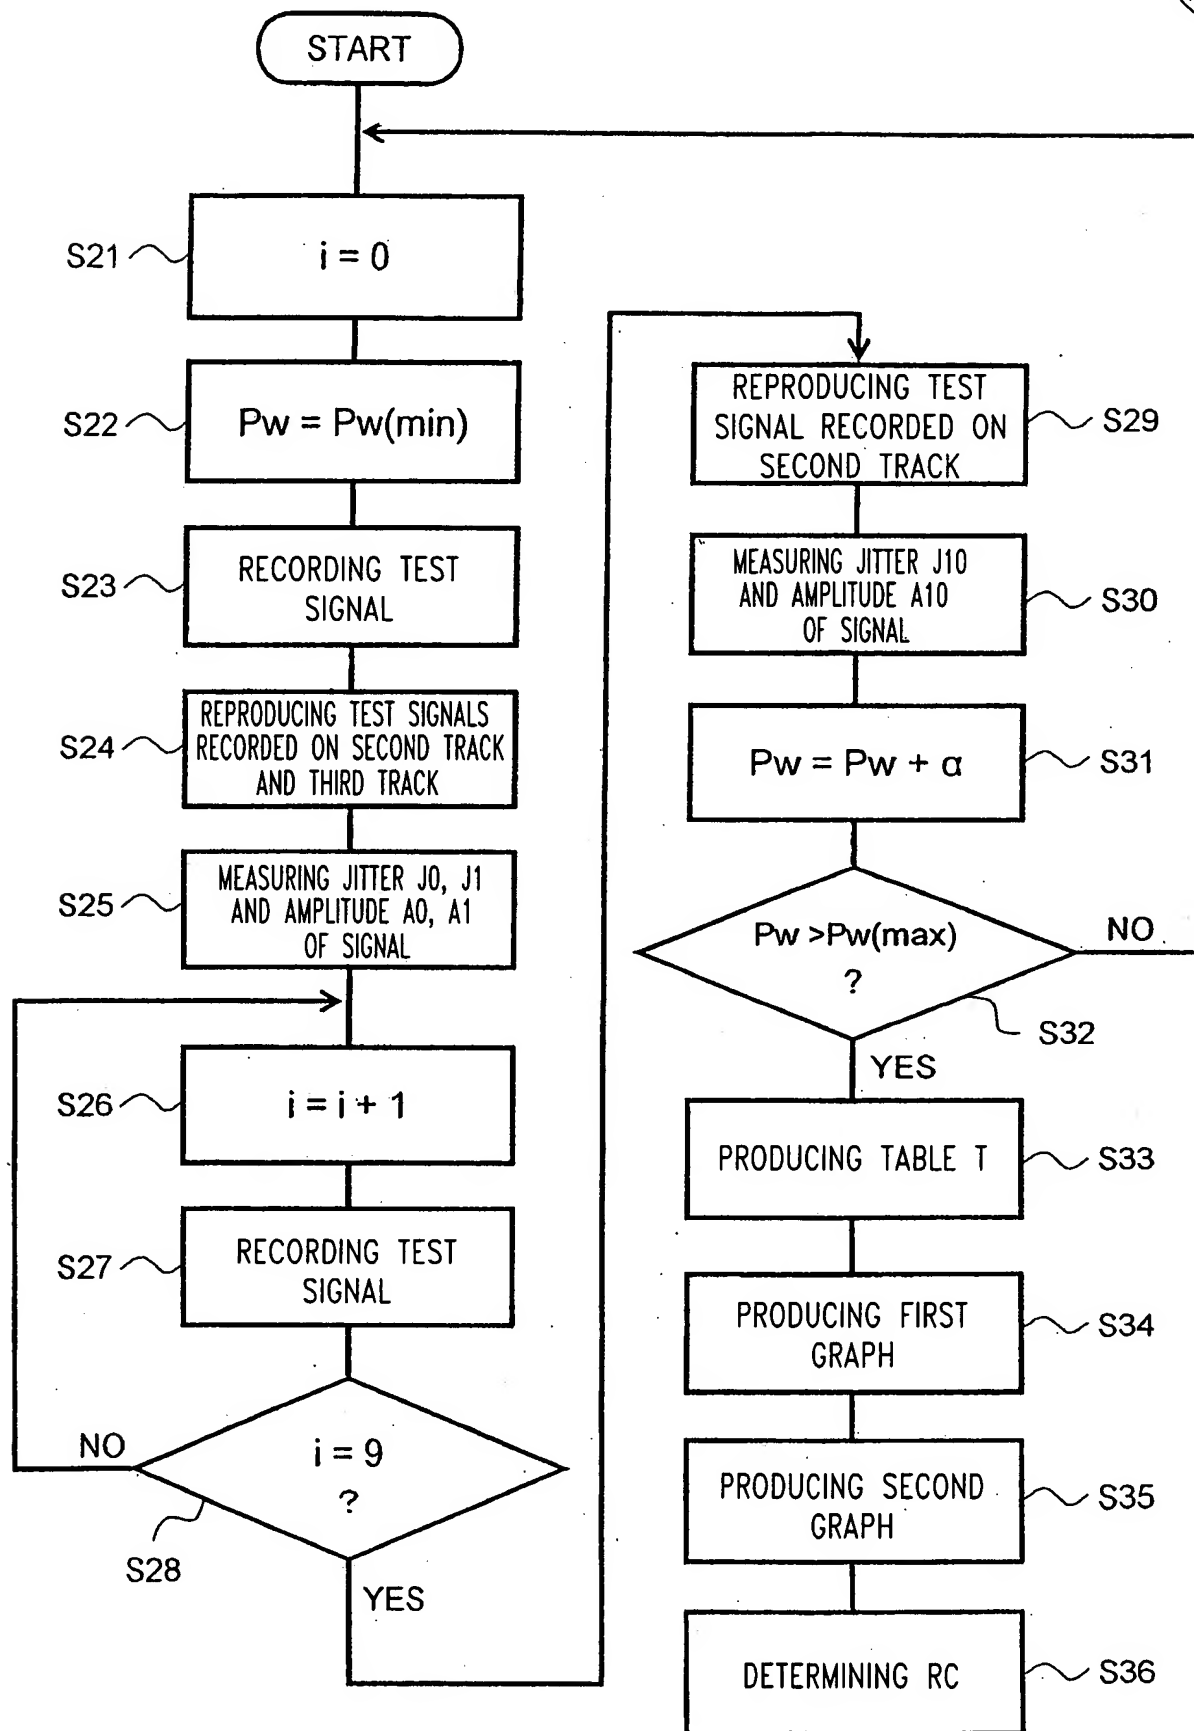 START
S21
i = 0
S22
Pw = Pw(min)
S23
RECORDING TEST
SIGNAL
S24
REPRODUCING TEST SIGNALS
RECORDED ON SECOND TRACK
AND THIRD TRACK
S25
MEASURING JITTER J0, J1
AND AMPLITUDE A0, A1
OF SIGNAL
S26
i = i + 1
S27
RECORDING TEST
SIGNAL
NO
i = 9
?
S28
YES
REPRODUCING TEST
SIGNAL RECORDED ON
SECOND TRACK
S29
MEASURING JITTER J10
AND AMPLITUDE A10
OF SIGNAL
S30
Pw = Pw + α
S31
Pw >Pw(max)
?
NO
S32
YES
PRODUCING TABLE T
S33
PRODUCING FIRST
GRAPH
S34
PRODUCING SECOND
GRAPH
S35
DETERMINING RC
S36